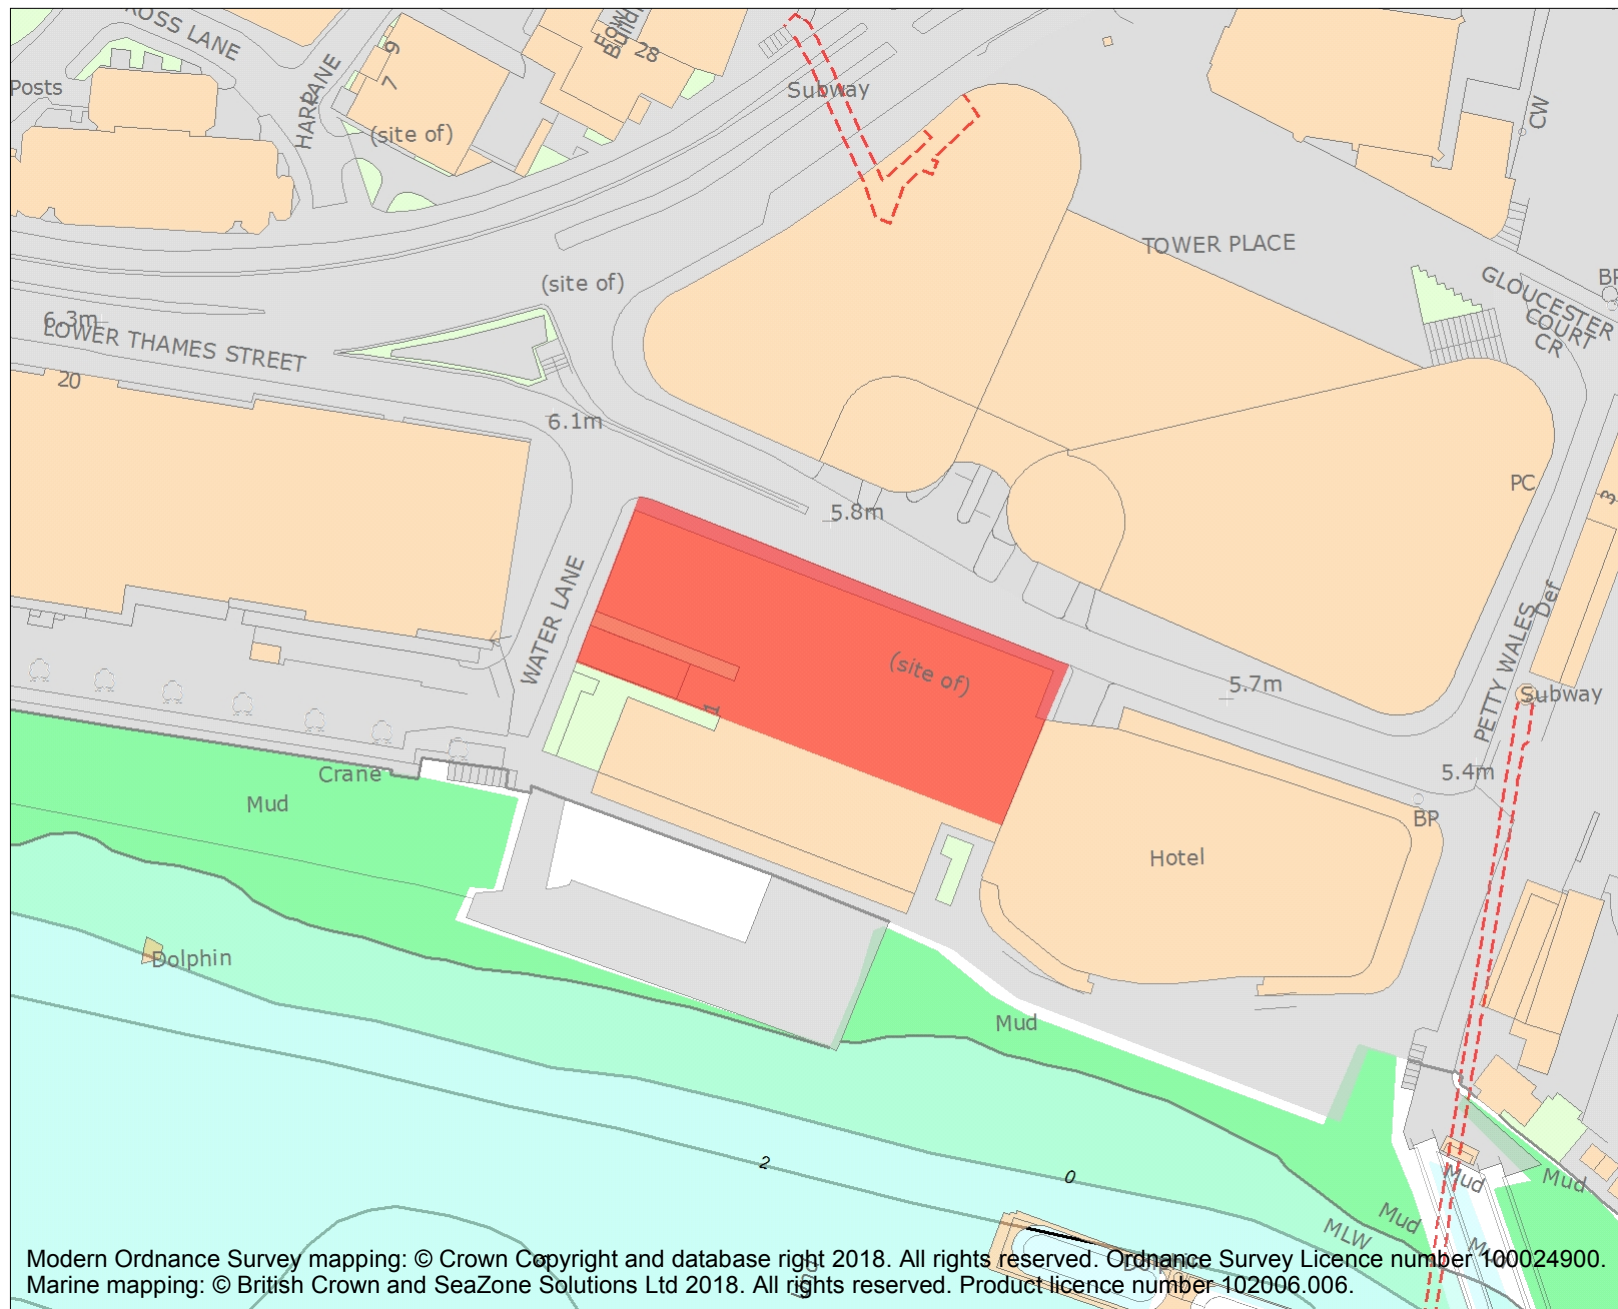 ROSS LANE
HARP LANE
9
7
28
Posts
(site of)
Subway
CW
TOWER PLACE
(site of)
GLOUCESTER
COURT
CR
6.3m
LOWER THAMES STREET
20
6.1m
5.8m
PC
3
WATER LANE
Def
PETTY WALES
(site of)
5.7m
Subway
1
5.4m
Crane
Mud
BP
Hotel
Dolphin
Mud
2
0
Mud
Mud
Mud
MLW
Modern Ordnance Survey mapping: © Crown Copyright and database right 2018. All rights reserved. Ordnance Survey Licence number 100024900.
Marine mapping: © British Crown and SeaZone Solutions Ltd 2018. All rights reserved. Product licence number 102006.006.